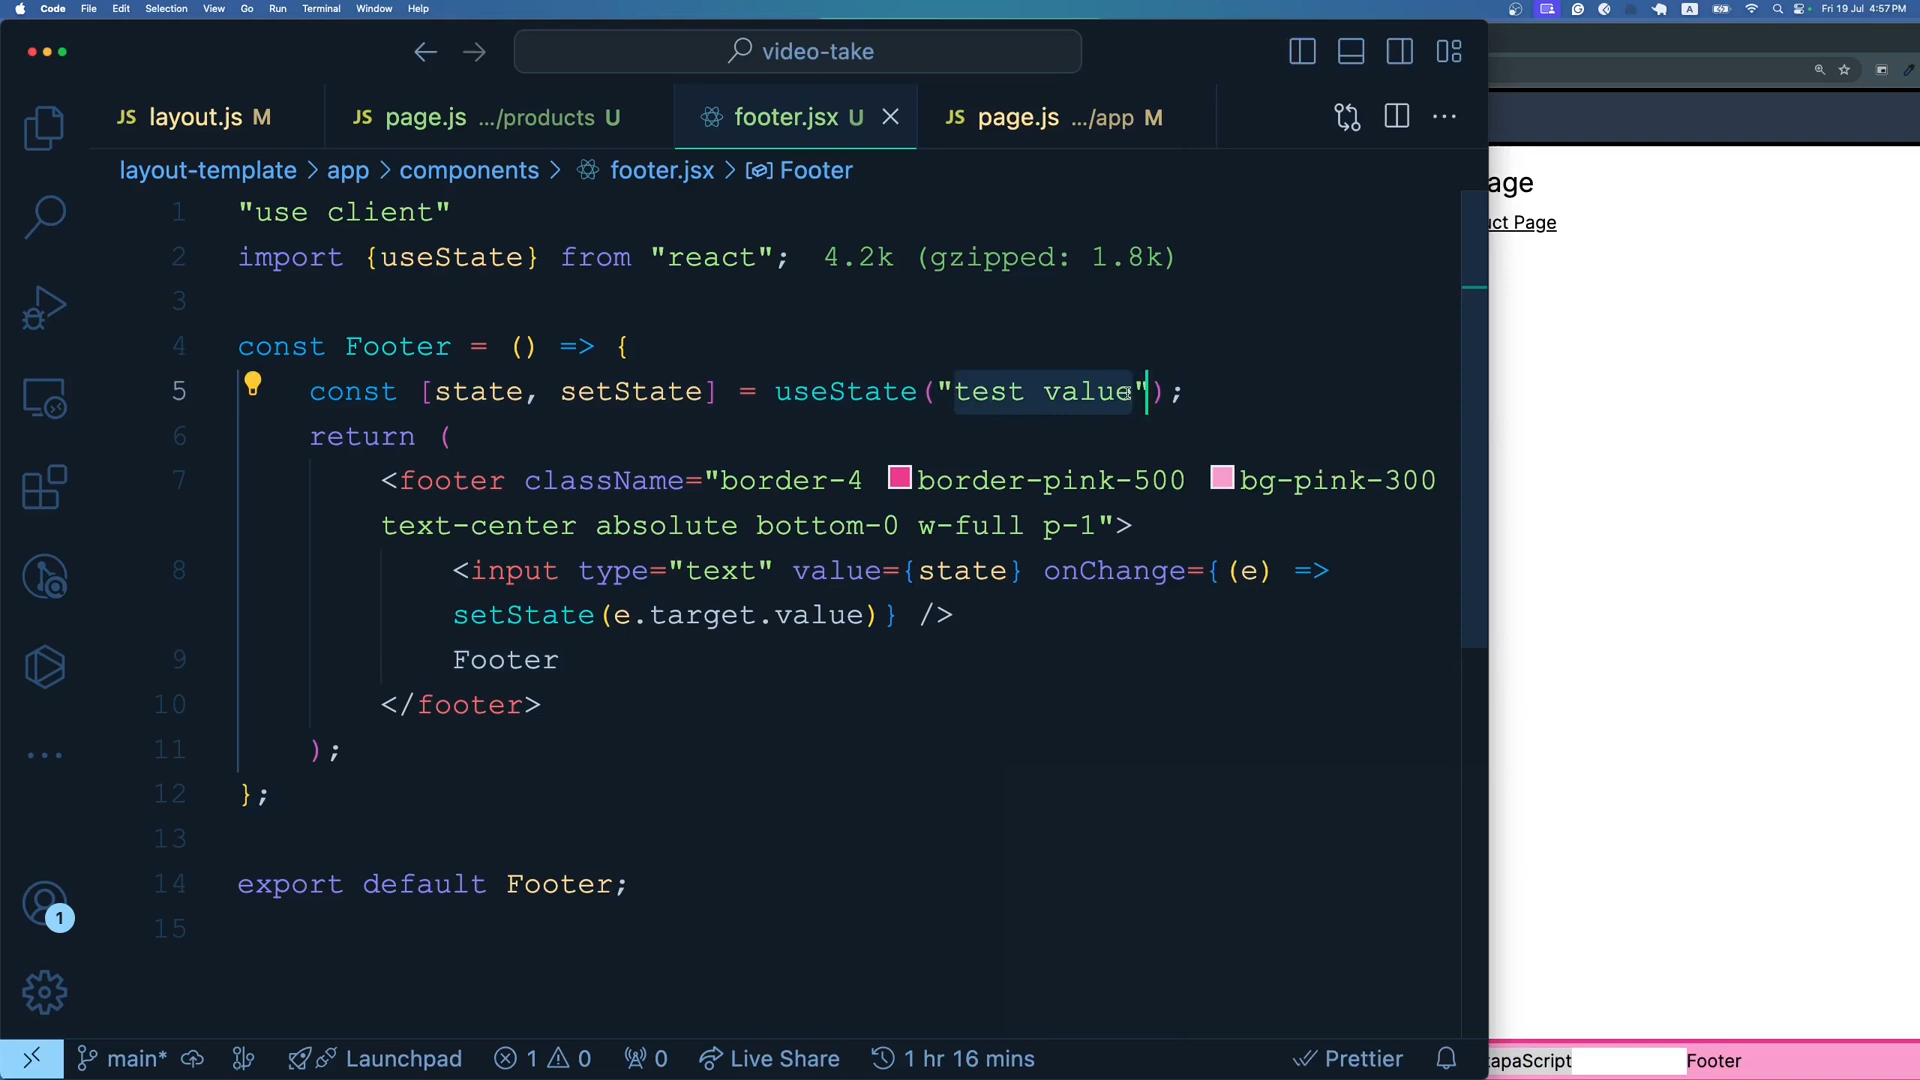 Code File Edit Selection View Go Run Terminal Window Help A Fri 19 Jul 4:57 PM
video-take
JS layout.js M JS page.js .../products U footer.jsx U JS page.js .../app M
layout-template > app > components > footer.jsx > Footer
1 "use client"
2 import {useState} from "react"; 4.2k (gzipped: 1.8k)
3
4 const Footer = () => {
5 const [state, setState] = useState("test value");
6 return (
7 <footer className="border-4 border-pink-500 bg-pink-300
text-center absolute bottom-0 w-full p-1">
8 <input type="text" value={state} onChange={(e) =>
setState(e.target.value)} />
9 Footer
10 </footer>
11 );
12 };
13
14 export default Footer;
15
1
main* Launchpad 1 0 0 Live Share 1 hr 16 mins Prettier
age
uct Page
tapaScript Footer